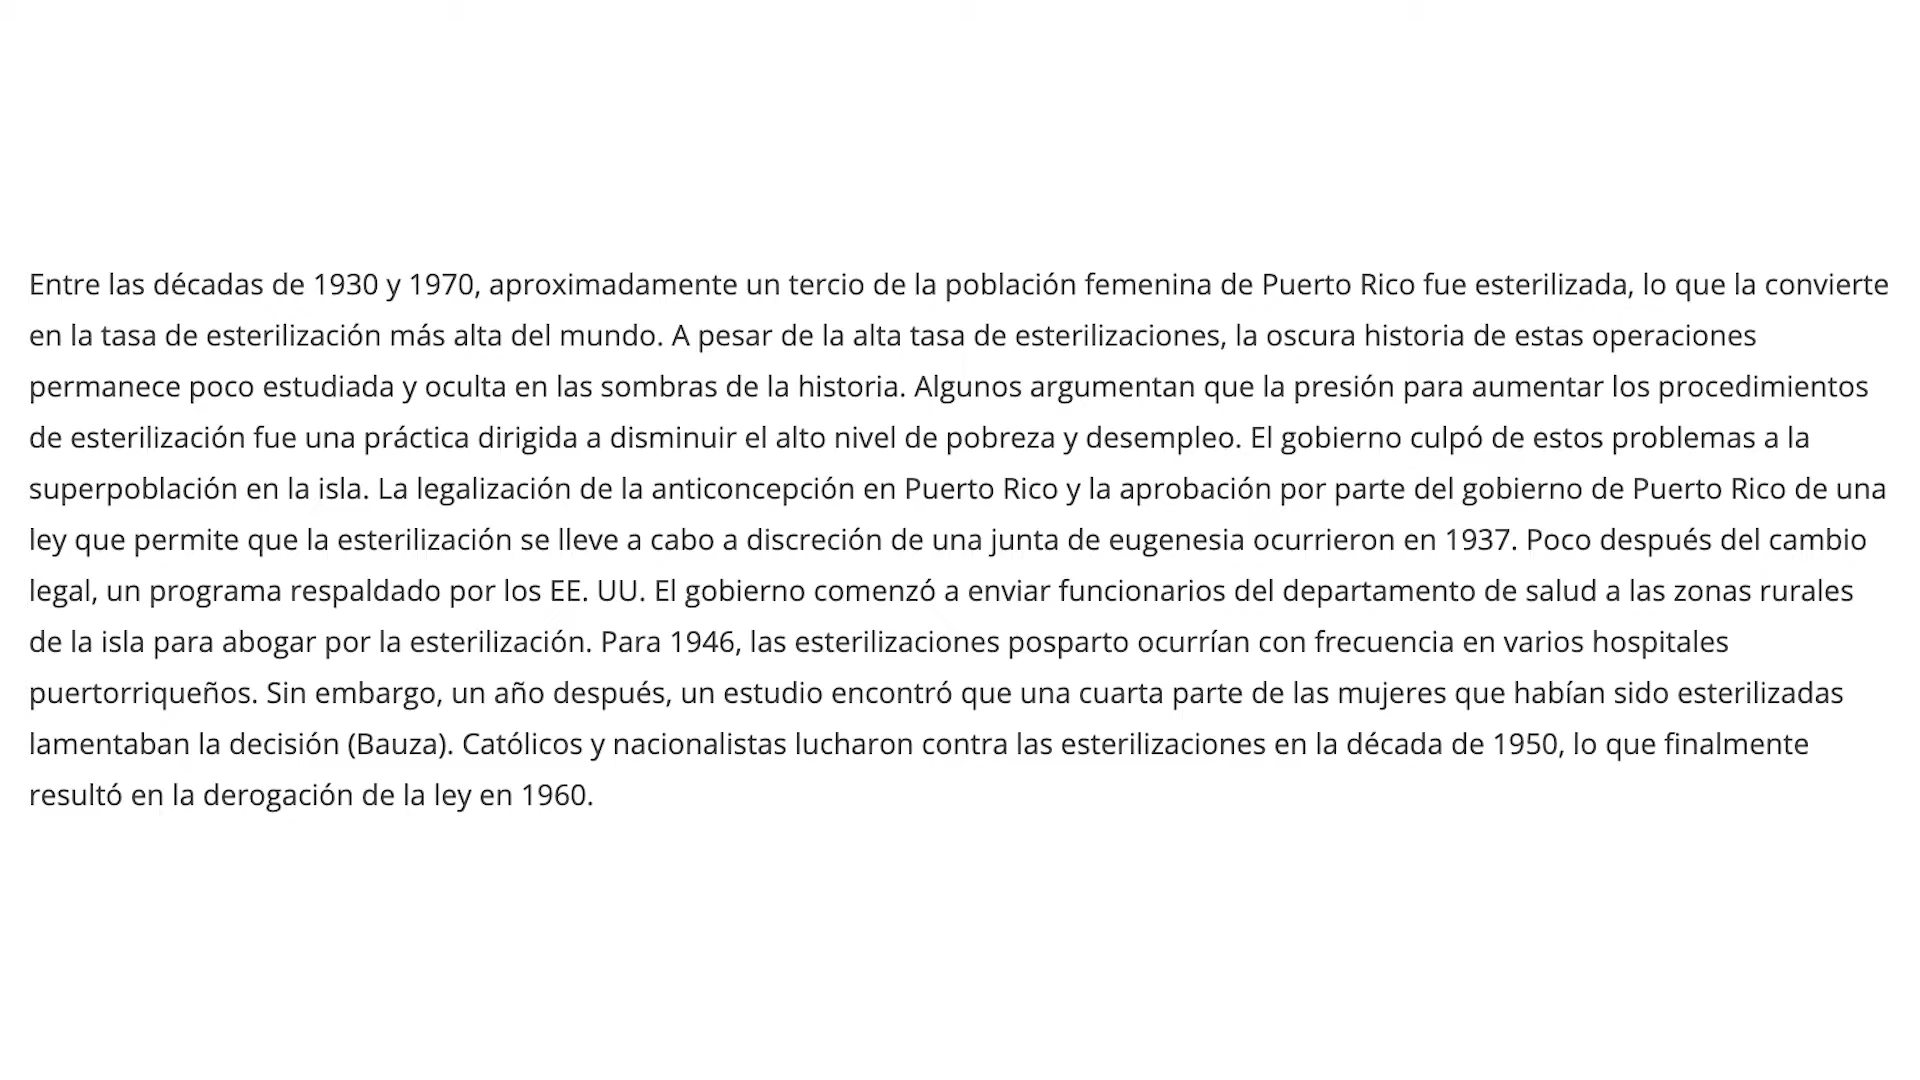 Entre las décadas de 1930 y 1970, aproximadamente un tercio de la población femenina de Puerto Rico fue esterilizada, lo que la convierte
en la tasa de esterilización más alta del mundo. A pesar de la alta tasa de esterilizaciones, la oscura historia de estas operaciones
permanece poco estudiada y oculta en las sombras de la historia. Algunos argumentan que la presión para aumentar los procedimientos
de esterilización fue una práctica dirigida a disminuir el alto nivel de pobreza y desempleo. El gobierno culpó de estos problemas a la
superpoblación en la isla. La legalización de la anticoncepción en Puerto Rico y la aprobación por parte del gobierno de Puerto Rico de una
ley que permite que la esterilización se lleve a cabo a discreción de una junta de eugenesia ocurrieron en 1937. Poco después del cambio
legal, un programa respaldado por los EE. UU. El gobierno comenzó a enviar funcionarios del departamento de salud a las zonas rurales
de la isla para abogar por la esterilización. Para 1946, las esterilizaciones posparto ocurrían con frecuencia en varios hospitales
puertorriqueños. Sin embargo, un año después, un estudio encontró que una cuarta parte de las mujeres que habían sido esterilizadas
lamentaban la decisión (Bauza). Católicos y nacionalistas lucharon contra las esterilizaciones en la década de 1950, lo que finalmente
resultó en la derogación de la ley en 1960.